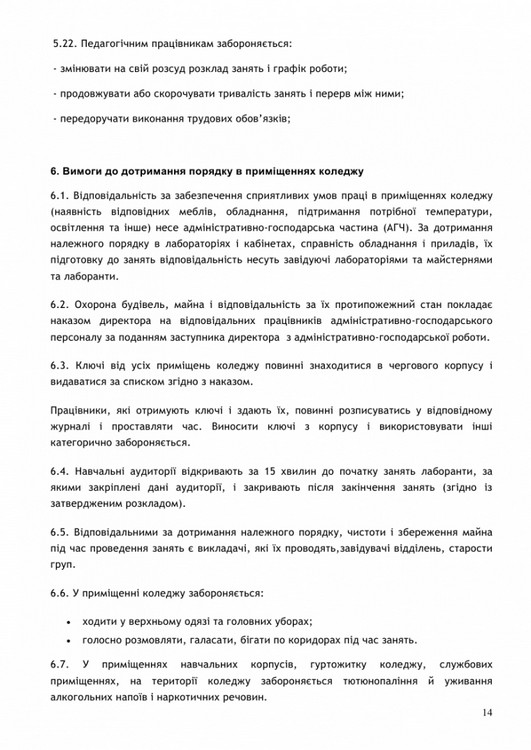 5.22. Педагогічним працівникам забороняється:
- змінювати на свій розсуд розклад занять і графік роботи;
- продовжувати або скорочувати тривалість занять і перерв між ними;
- передоручати виконання трудових обов’язків;
6. Вимоги до дотримання порядку в приміщеннях коледжу
6.1. Відповідальність за забезпечення сприятливих умов праці в приміщеннях коледжу
(наявність відповідних меблів, обладнання, підтримання потрібної температури,
освітлення та інше) несе адміністративно-господарська частина (АГЧ). За дотримання
належного порядку в лабораторіях і кабінетах, справність обладнання і приладів, їх
підготовку до занять відповідальність несуть завідуючі лабораторіями та майстернями
та лаборанти.
6.2. Охорона будівель, майна і відповідальність за їх протипожежний стан покладає
наказом директора на відповідальних працівників адміністративно-господарського
персоналу за поданням заступника директора з адміністративно-господарської роботи.
6.3. Ключі від усіх приміщень коледжу повинні знаходитися в чергового корпусу і
видаватися за списком згідно з наказом.
Працівники, які отримують ключі і здають їх, повинні розписуватись у відповідному
журналі і проставляти час. Виносити ключі з корпусу і використовувати інші
категорично забороняється.
6.4. Навчальні аудиторії відкривають за 15 хвилин до початку занять лаборанти, за
якими закріплені дані аудиторії, і закривають після закінчення занять (згідно із
затвердженим розкладом).
6.5. Відповідальними за дотримання належного порядку, чистоти і збереження майна
під час проведення занять є викладачі, які їх проводять,завідувачі відділень, старости
груп.
6.6. У приміщенні коледжу забороняється:
• ходити у верхньому одязі та головних уборах;
• голосно розмовляти, галасати, бігати по коридорах під час занять.
6.7. У приміщеннях навчальних корпусів, гуртожитку коледжу, службових
приміщеннях, на території коледжу забороняється тютюнопаління й уживання
алкогольних напоїв і наркотичних речовин.
14